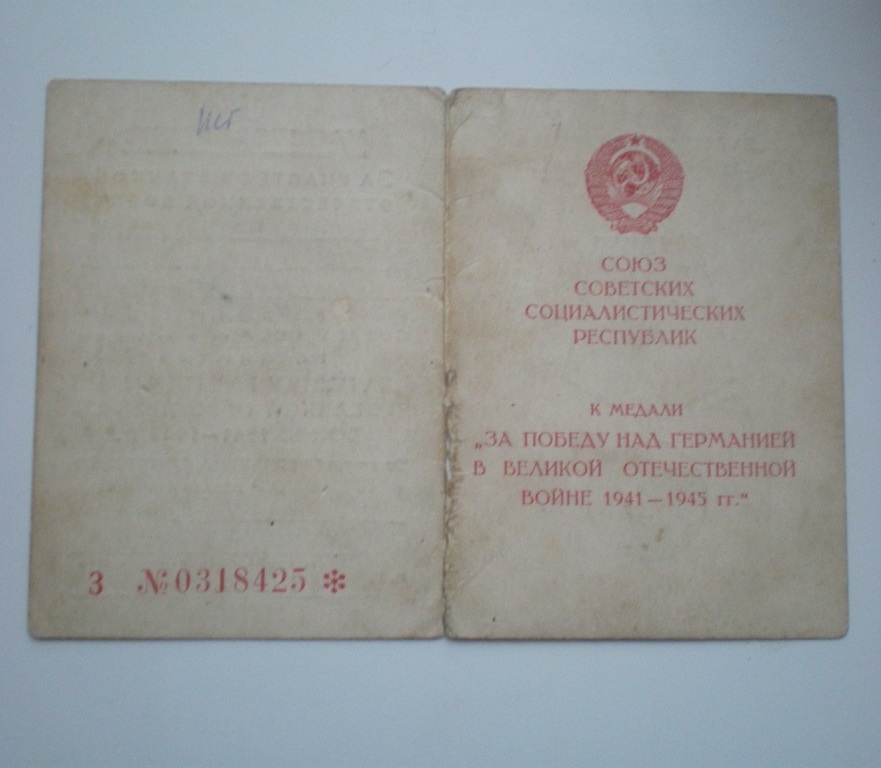 З №0318425 *
СОЮЗ
СОВЕТСКИХ
СОЦИАЛИСТИЧЕСКИХ
РЕСПУБЛИК
К МЕДАЛИ
„ЗА ПОБЕДУ НАД ГЕРМАНИЕЙ
В ВЕЛИКОЙ ОТЕЧЕСТВЕННОЙ
ВОЙНЕ 1941—1945 гг.“